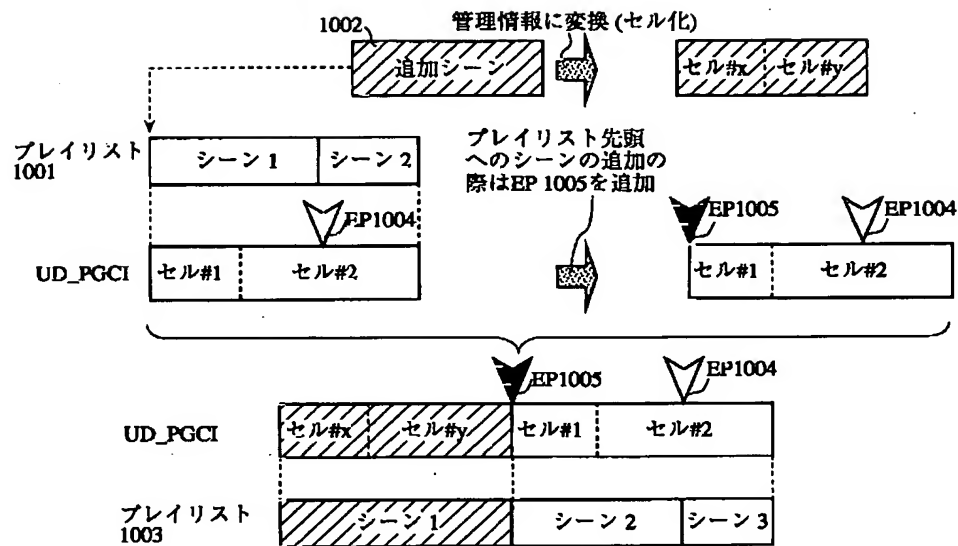 1002
管理情報に変換 (セル化)
追加シーン
セル#x
セル#y
プレイリスト
1001
シーン 1
シーン 2
プレイリスト先頭
へのシーンの追加の
際はEP 1005を追加
EP1004
UD_PGCI
セル#1
セル#2
EP1005
EP1004
セル#1
セル#2
EP1005
EP1004
UD_PGCI
セル#x
セル#y
セル#1
セル#2
プレイリスト
1003
シーン 1
シーン 2
シーン 3